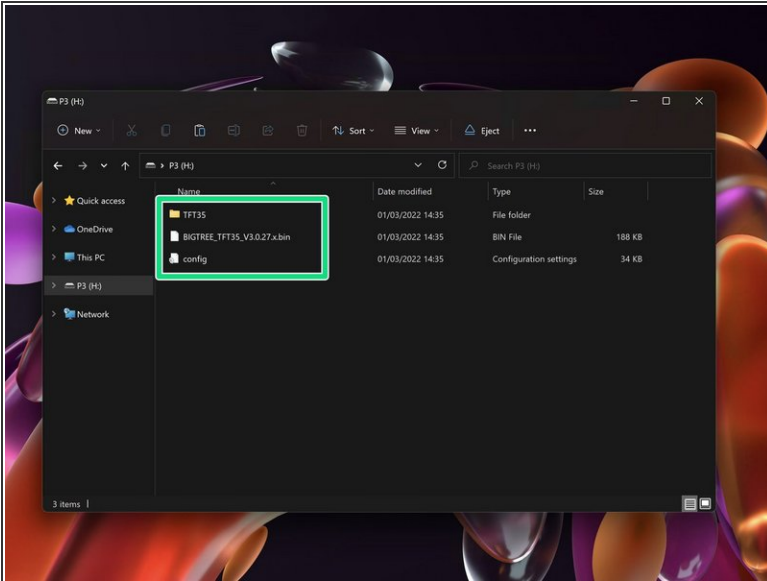 P3 (H:)
New Sort View Eject ...
P3 (H:) Search P3 (H:)
Name Date modified Type Size
Quick access
OneDrive
This PC
P3 (H:)
Network
TFT35 01/03/2022 14:35 File folder
BIGTREE_TFT35_V3.0.27.x.bin 01/03/2022 14:35 BIN File 188 KB
config 01/03/2022 14:35 Configuration settings 34 KB
3 items